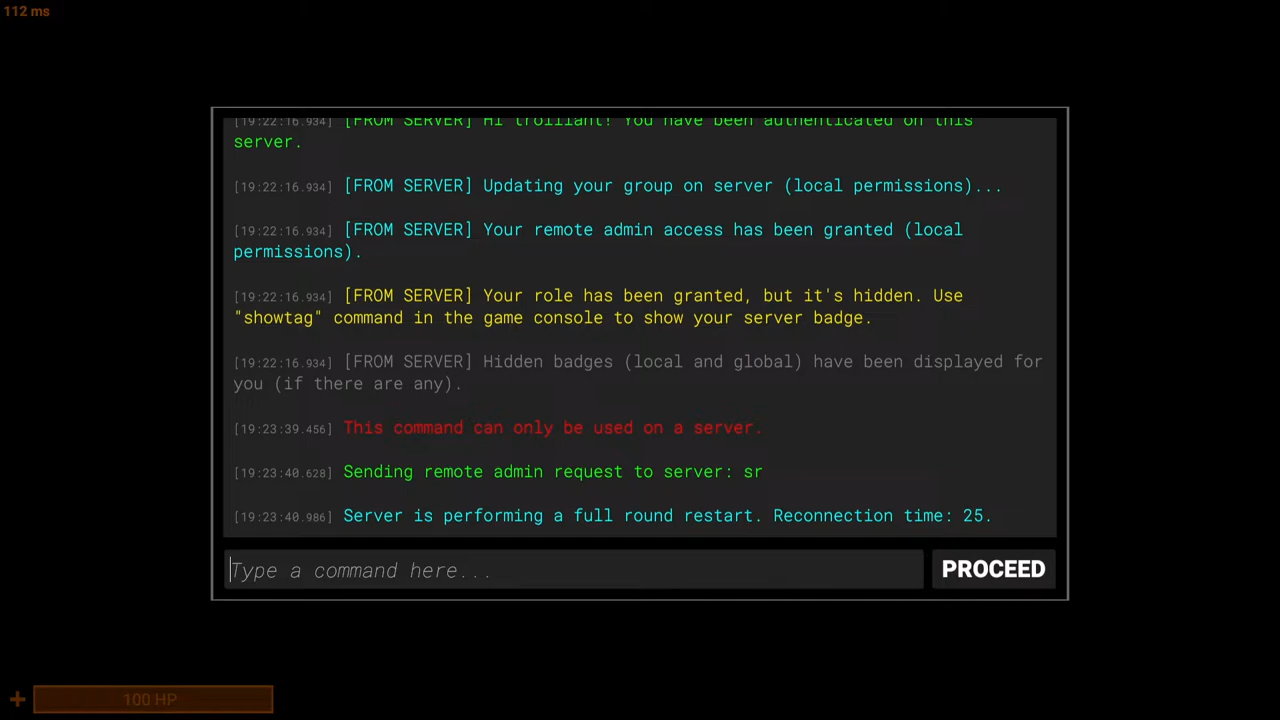 112 ms
[19:22:16.934] [FROM SERVER] Hi trolliant! You have been authenticated on this
server.
[19:22:16.934] [FROM SERVER] Updating your group on server (local permissions)...
[19:22:16.934] [FROM SERVER] Your remote admin access has been granted (local
permissions).
[19:22:16.934] [FROM SERVER] Your role has been granted, but it's hidden. Use
"showtag" command in the game console to show your server badge.
[19:22:16.934] [FROM SERVER] Hidden badges (local and global) have been displayed for
you (if there are any).
[19:23:39.456] This command can only be used on a server.
[19:23:40.628] Sending remote admin request to server: sr
[19:23:40.986] Server is performing a full round restart. Reconnection time: 25.
Type a command here...
PROCEED
100 HP